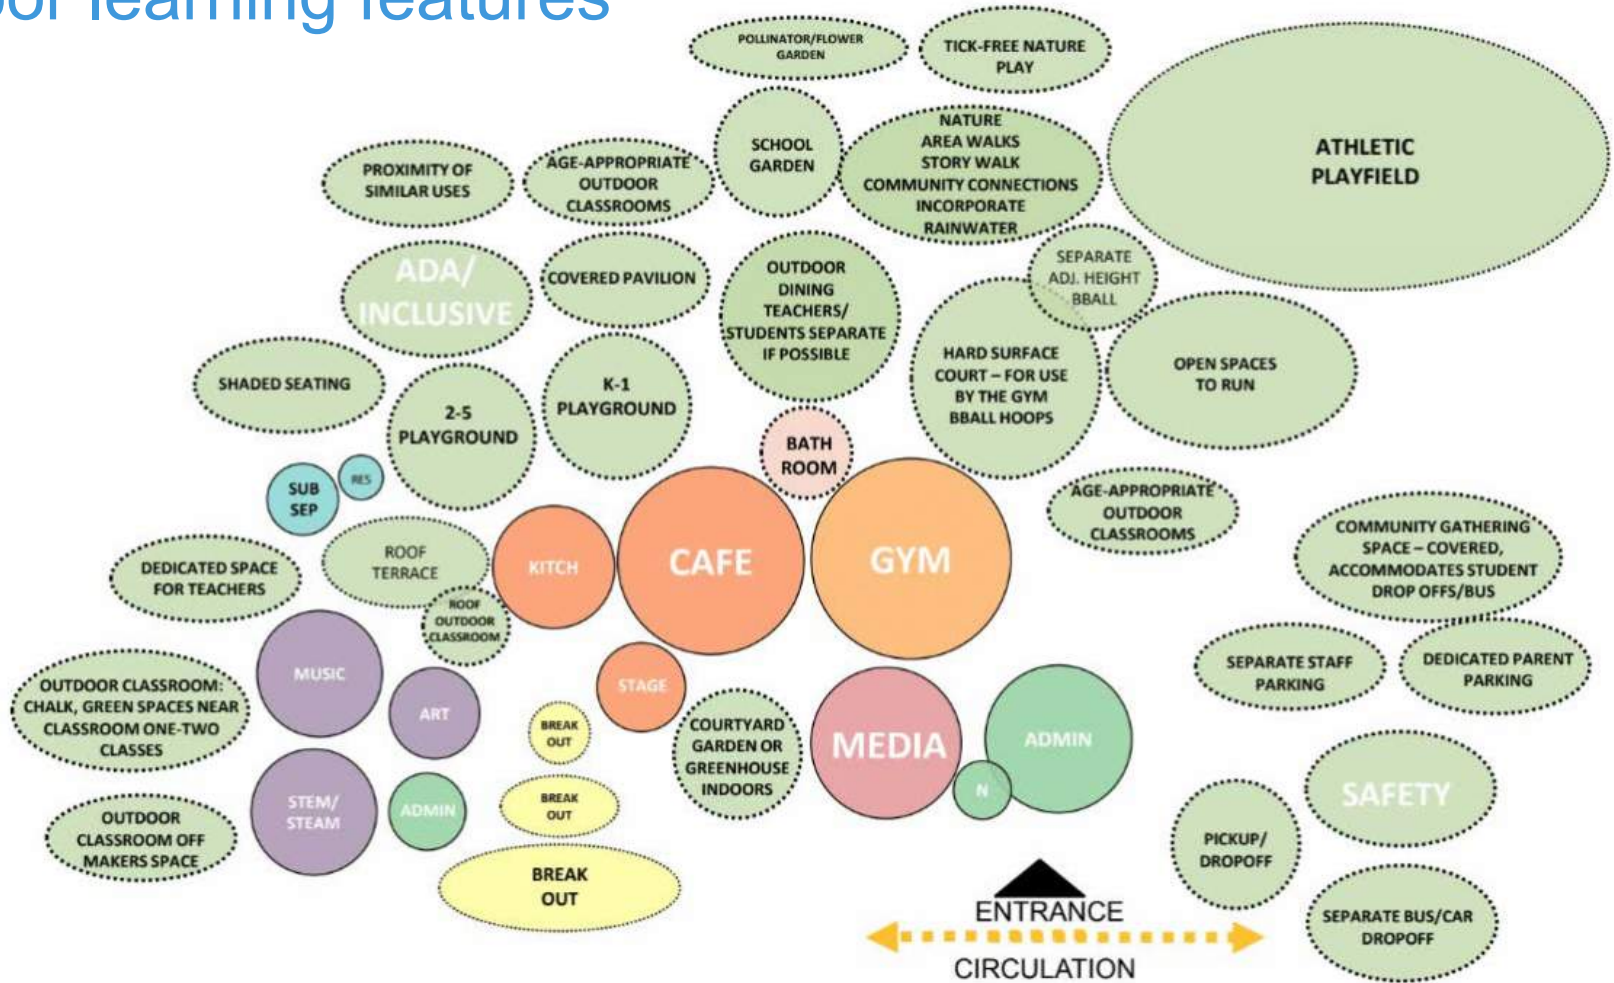 learning features
POLLINATOR/FLOWER
GARDEN
TICK-FREE NATURE
PLAY
ATHLETIC
PLAYFIELD
SCHOOL
GARDEN
NATURE
AREA WALKS
STORY WALK
COMMUNITY CONNECTIONS
INCORPORATE
RAINWATER
PROXIMITY OF
SIMILAR USES
AGE-APPROPRIATE
OUTDOOR
CLASSROOMS
ADA/
INCLUSIVE
COVERED PAVILION
OUTDOOR
DINING
TEACHERS/
STUDENTS SEPARATE
IF POSSIBLE
SEPARATE
ADJ. HEIGHT
BBALL
HARD SURFACE
COURT – FOR USE
BY THE GYM
BBALL HOOPS
OPEN SPACES
TO RUN
SHADED SEATING
2-5
PLAYGROUND
K-1
PLAYGROUND
BATH
ROOM
SUB
SEP
RES
AGE-APPROPRIATE
OUTDOOR
CLASSROOMS
COMMUNITY GATHERING
SPACE – COVERED,
ACCOMMODATES STUDENT
DROP OFFS/BUS
DEDICATED SPACE
FOR TEACHERS
ROOF
TERRACE
ROOF
OUTDOOR
CLASSROOM
KITCH
CAFE
GYM
SEPARATE STAFF
PARKING
DEDICATED PARENT
PARKING
OUTDOOR CLASSROOM:
CHALK, GREEN SPACES NEAR
CLASSROOM ONE-TWO
CLASSES
MUSIC
ART
STAGE
BREAK
OUT
COURTYARD
GARDEN OR
GREENHOUSE
INDOORS
MEDIA
ADMIN
N
SAFETY
OUTDOOR
CLASSROOM OFF
MAKERS SPACE
STEM/
STEAM
ADMIN
BREAK
OUT
BREAK
OUT
PICKUP/
DROPOFF
SEPARATE BUS/CAR
DROPOFF
ENTRANCE
CIRCULATION